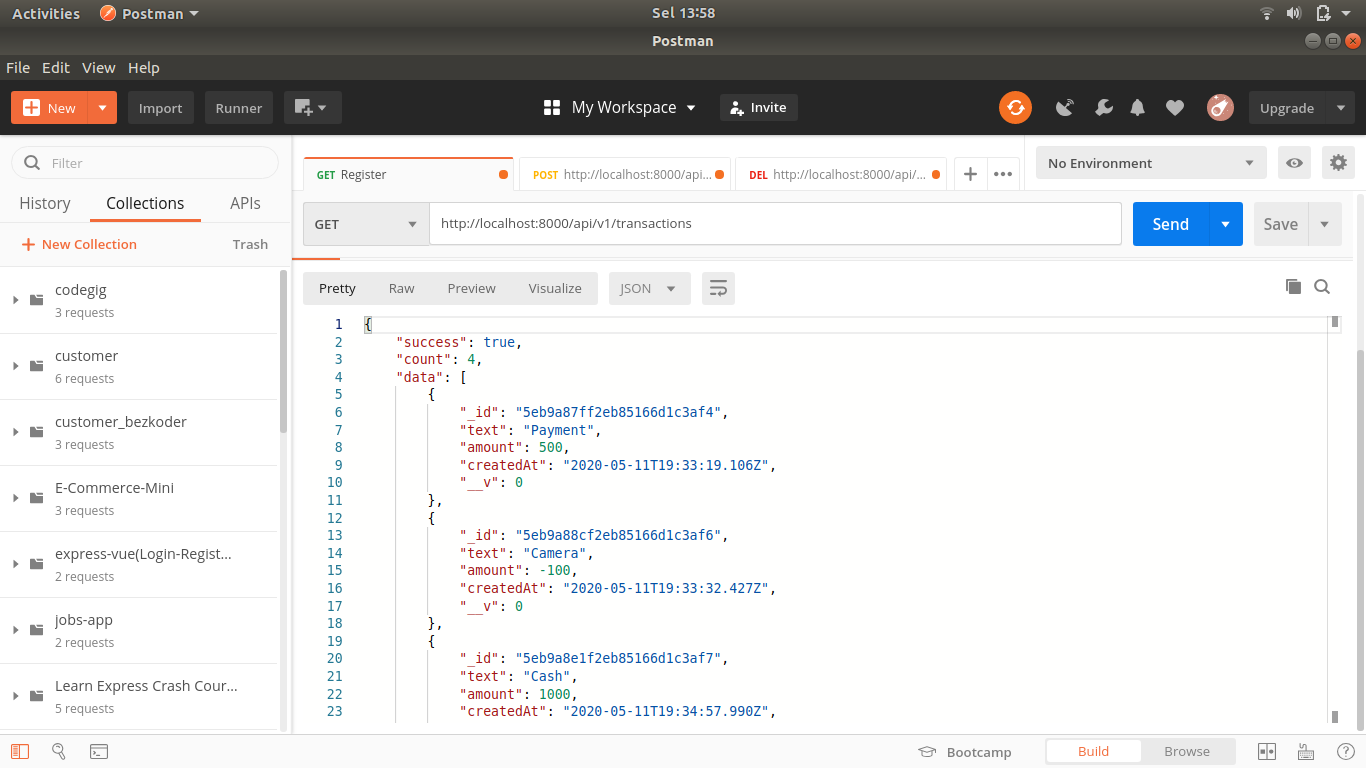 Activities Postman Sel 13:58
Postman
File Edit View Help
New Import Runner My Workspace Invite Upgrade
Filter
History Collections APIs
New Collection Trash
codegig
3 requests
customer
6 requests
customer_bezkoder
3 requests
E-Commerce-Mini
3 requests
express-vue(Login-Regist...
2 requests
jobs-app
2 requests
Learn Express Crash Cour...
5 requests
GET Register POST http://localhost:8000/api... DEL http://localhost:8000/api/... No Environment
GET http://localhost:8000/api/v1/transactions Send Save
Pretty Raw Preview Visualize JSON
1 {
2 "success": true,
3 "count": 4,
4 "data": [
5 {
6 "_id": "5eb9a87ff2eb85166d1c3af4",
7 "text": "Payment",
8 "amount": 500,
9 "createdAt": "2020-05-11T19:33:19.106Z",
10 "__v": 0
11 },
12 {
13 "_id": "5eb9a88cf2eb85166d1c3af6",
14 "text": "Camera",
15 "amount": -100,
16 "createdAt": "2020-05-11T19:33:32.427Z",
17 "__v": 0
18 },
19 {
20 "_id": "5eb9a8e1f2eb85166d1c3af7",
21 "text": "Cash",
22 "amount": 1000,
23 "createdAt": "2020-05-11T19:34:57.990Z",
Bootcamp Build Browse